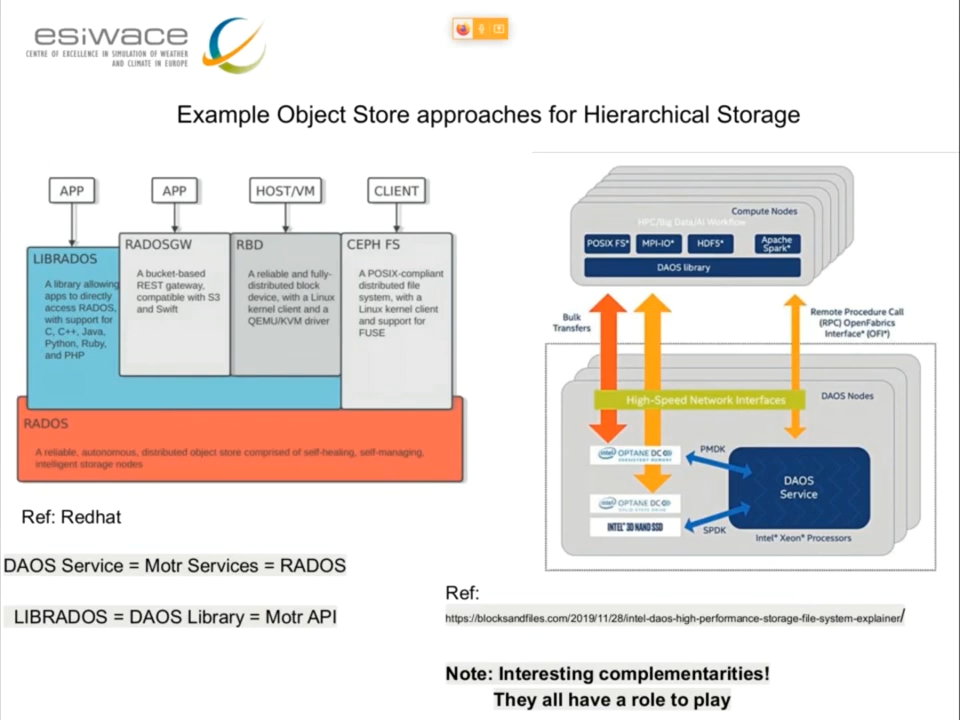 esiwace
CENTRE OF EXCELLENCE IN SIMULATION OF WEATHER
AND CLIMATE IN EUROPE
Example Object Store approaches for Hierarchical Storage
APP
APP
HOST/VM
CLIENT
LIBRADOS
A library allowing
apps to directly
access RADOS,
with support for
C, C++, Java,
Python, Ruby,
and PHP
RADOSGW
A bucket-based
REST gateway,
compatible with S3
and Swift
RBD
A reliable and fully-
distributed block
device, with a Linux
kernel client and a
QEMU/KVM driver
CEPH FS
A POSIX-compliant
distributed file
system, with a
Linux kernel client
and support for
FUSE
RADOS
A reliable, autonomous, distributed object store comprised of self-healing, self-managing,
intelligent storage nodes
Ref: Redhat
DAOS Service = Motr Services = RADOS
LIBRADOS = DAOS Library = Motr API
Compute Nodes
HPC/Big Data/AI Workflow
POSIX FS*
MPI-IO*
HDF5*
Apache
Spark*
DAOS library
Bulk
Transfers
Remote Procedure Call
(RPC) OpenFabrics
Interface* (OFI*)
High-Speed Network Interfaces
DAOS Nodes
intel OPTANE DC
PERSISTENT MEMORY
PMDK
intel OPTANE DC
SOLID STATE DRIVE
INTEL® 3D NAND SSD
SPDK
DAOS
Service
Intel® Xeon® Processors
Ref:
https://blocksandfiles.com/2019/11/28/intel-daos-high-performance-storage-file-system-explainer/
Note: Interesting complementarities!
They all have a role to play